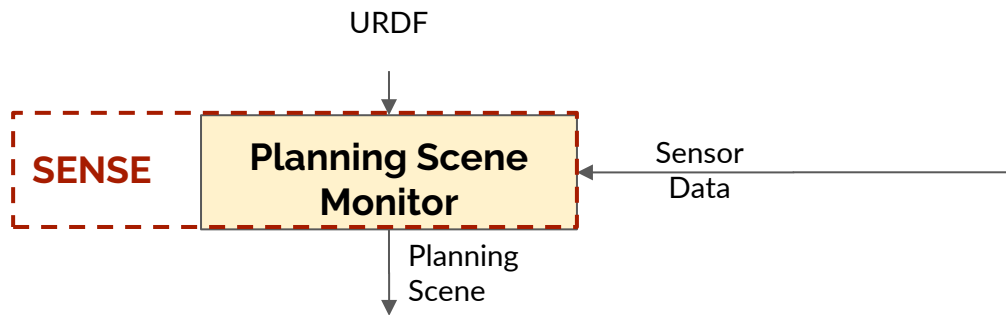 URDF
SENSE
Planning Scene
Monitor
Sensor
Data
Planning
Scene